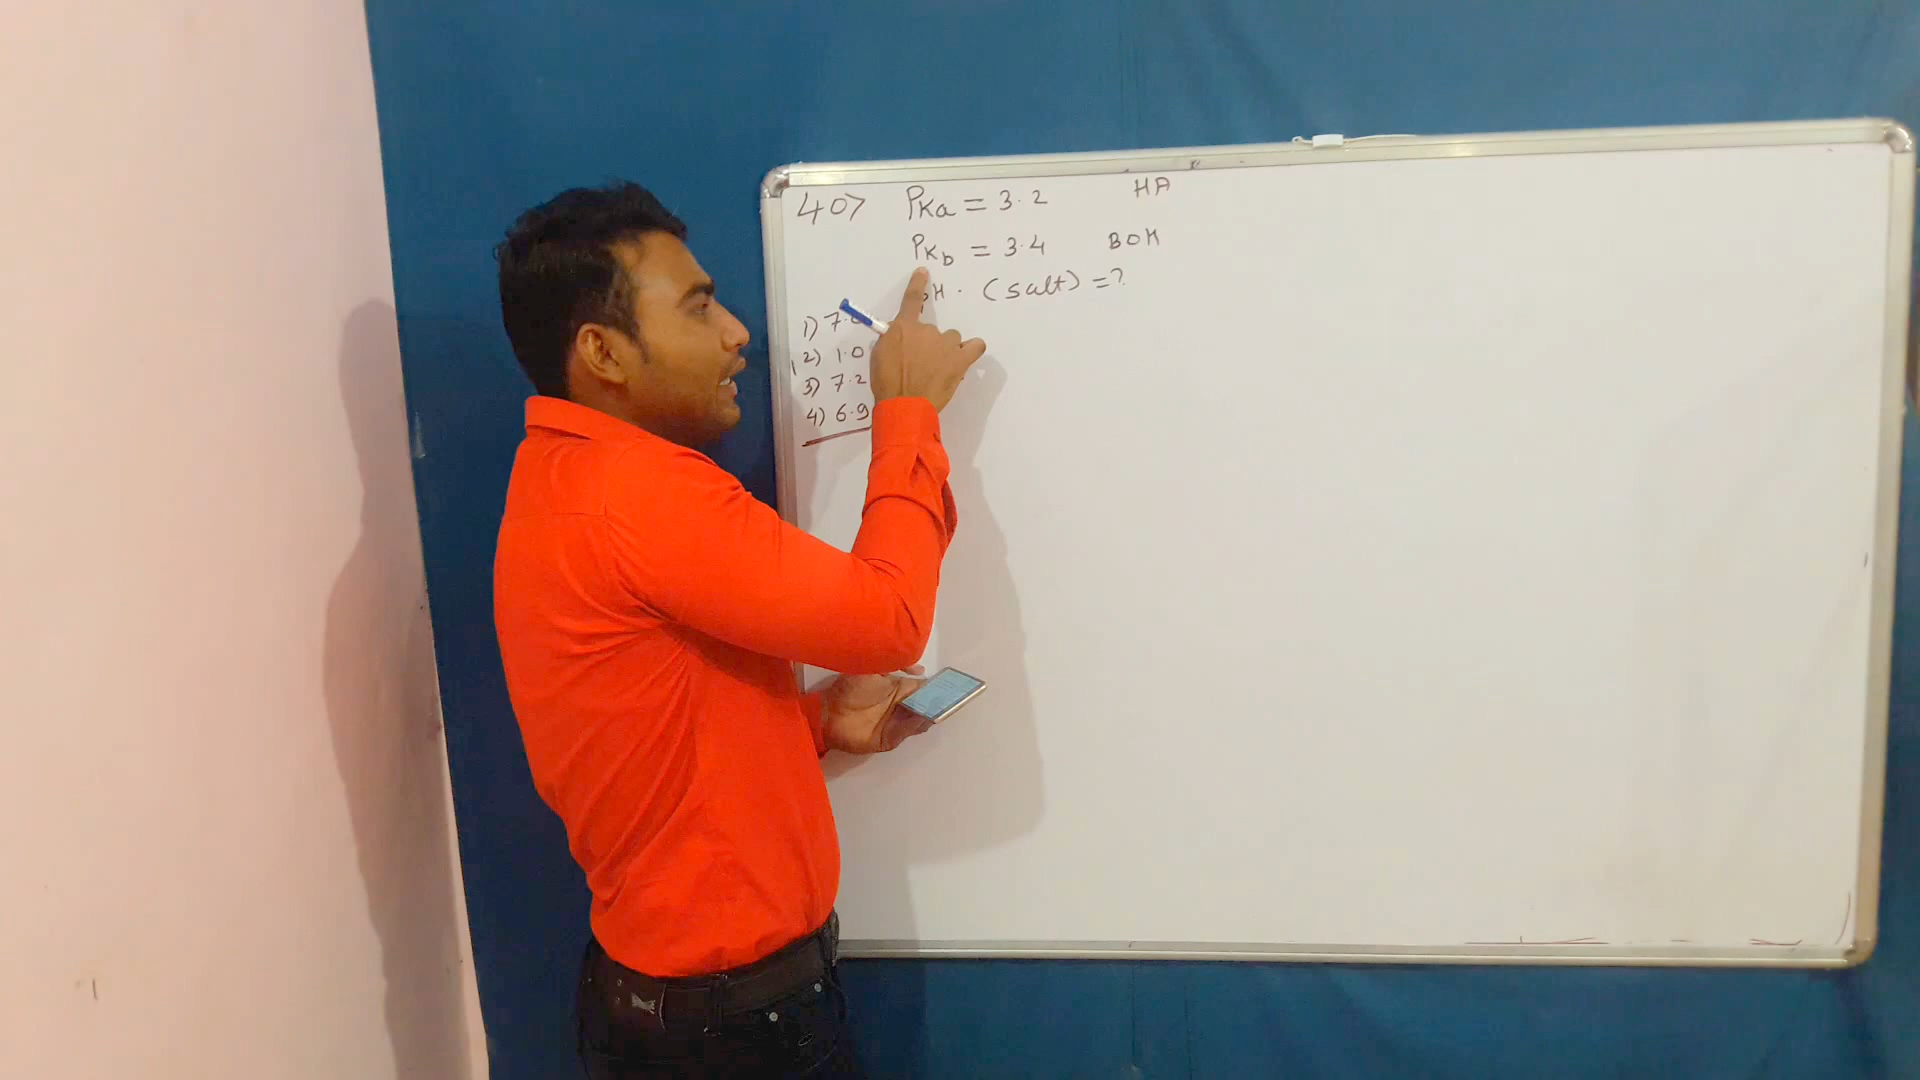 40> PKa = 3.2 HA
PKb = 3.4 BOH
pH. (salt) = ?
1) 7.0
2) 1.0
3) 7.2
4) 6.9